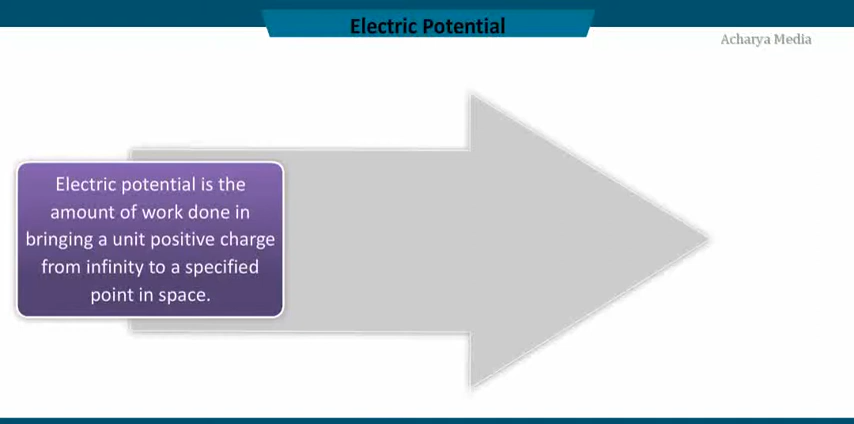 Electric Potential
Acharya Media
Electric potential is the
amount of work done in
bringing a unit positive charge
from infinity to a specified
point in space.